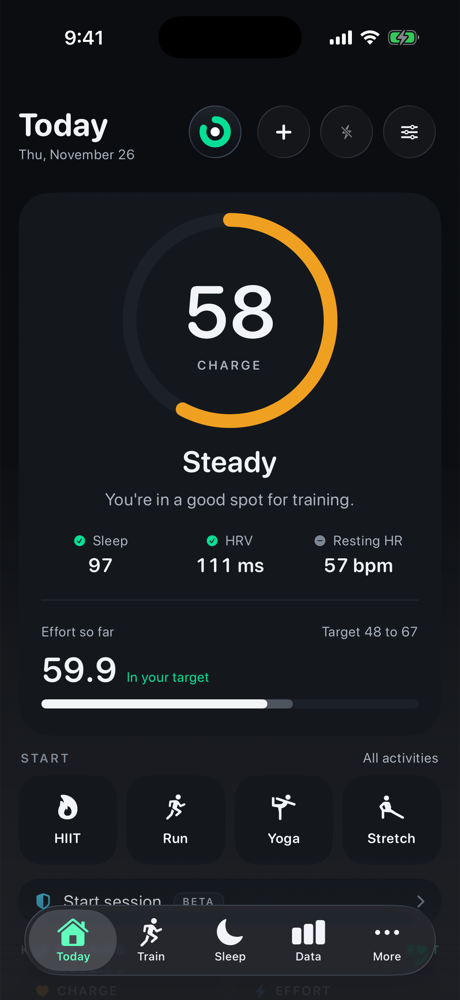 9:41
Today
Thu, November 26
58
CHARGE
Steady
You're in a good spot for training.
Sleep
97
HRV
111 ms
Resting HR
57 bpm
Effort so far
Target 48 to 67
59.9 In your target
START
All activities
HIIT
Run
Yoga
Stretch
Start session BETA
Today
Train
Sleep
Data
More
CHARGE
EFFORT